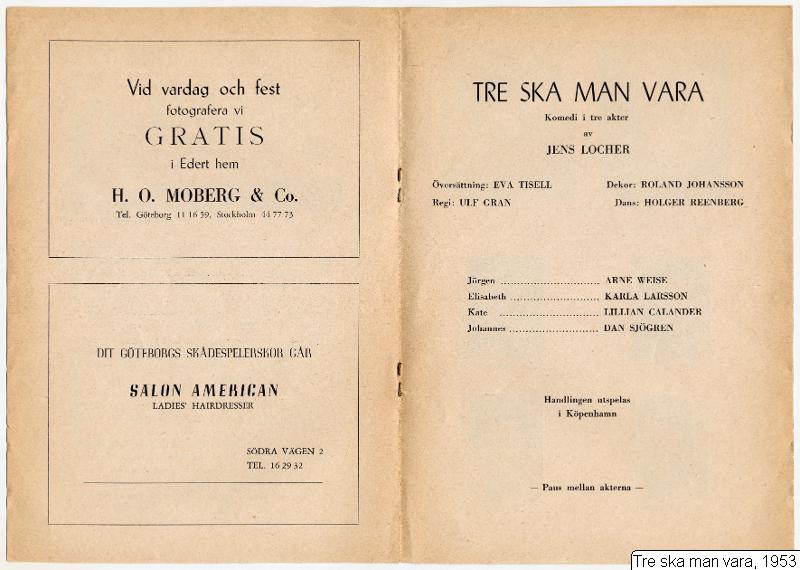 Vid vardag och fest
fotografera vi
GRATIS
i Edert hem
H. O. MOBERG & Co.
Tel. Göteborg 11 16 39, Stockholm 44 77 73
DIT GÖTEBORGS SKÅDESPELERSKOR GÅR
SALON AMERICAN
LADIES' HAIRDRESSER
SÖDRA VÄGEN 2
TEL. 16 29 32
TRE SKA MAN VARA
Komedi i tre akter
av
JENS LOCHER
Översättning: EVA TISELL Dekor: ROLAND JOHANSSON
Regi: ULF GRAN Dans: HOLGER REENBERG
Jörgen ................................ ARNE WEISE
Elisabeth ............................. KARLA LARSSON
Kate ................................ LILLIAN CALANDER
Johannes ............................. DAN SJÖGREN
Handlingen utspelas
i Köpenhamn
— Paus mellan akterna —
Tre ska man vara, 1953